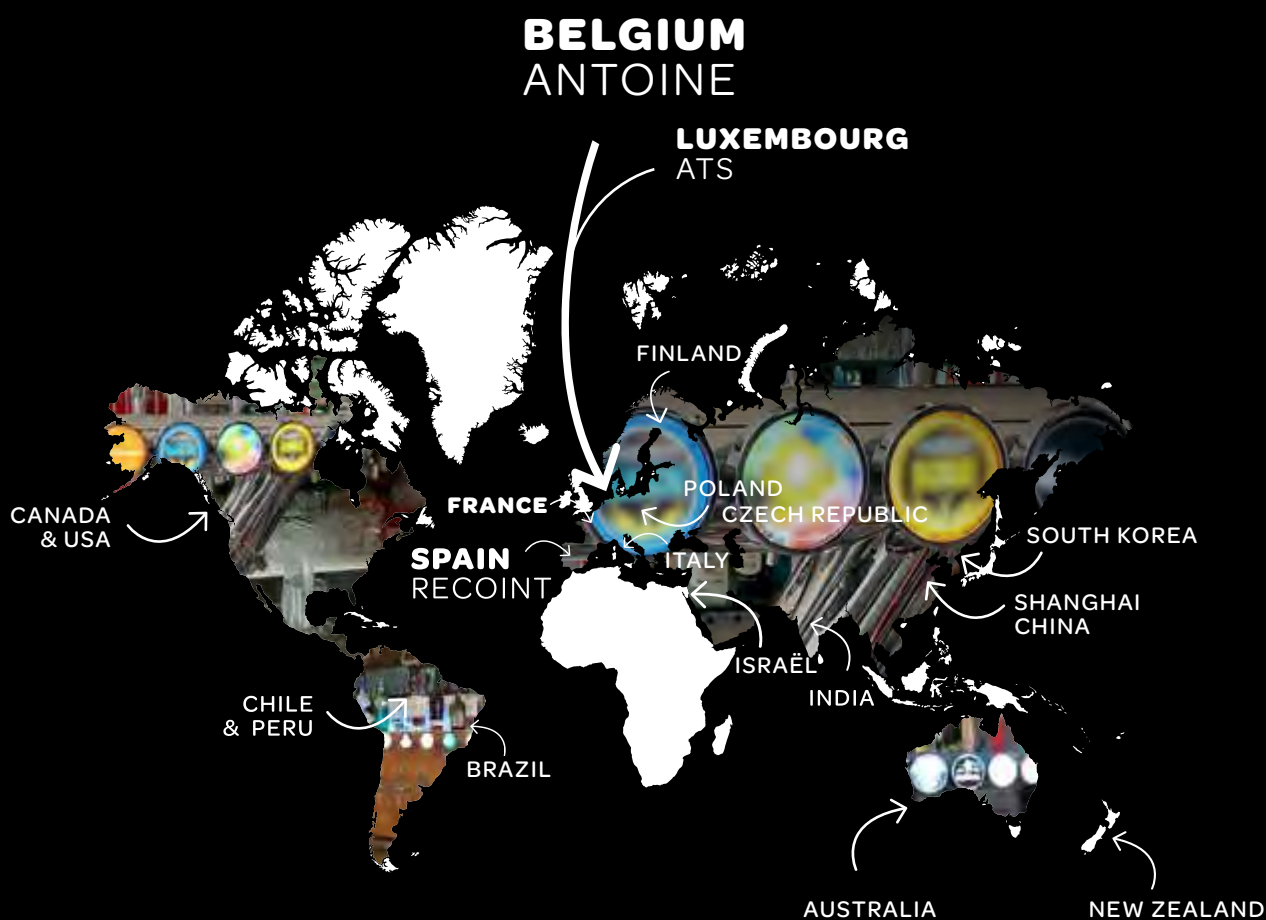 BELGIUM
ANTOINE
LUXEMBOURG
ATS
FINLAND
POLAND
CZECH REPUBLIC
FRANCE
CANADA
& USA
SPAIN
RECOINT
ITALY
SOUTH KOREA
SHANGHAI
CHINA
ISRAËL
INDIA
CHILE
& PERU
BRAZIL
AUSTRALIA
NEW ZEALAND